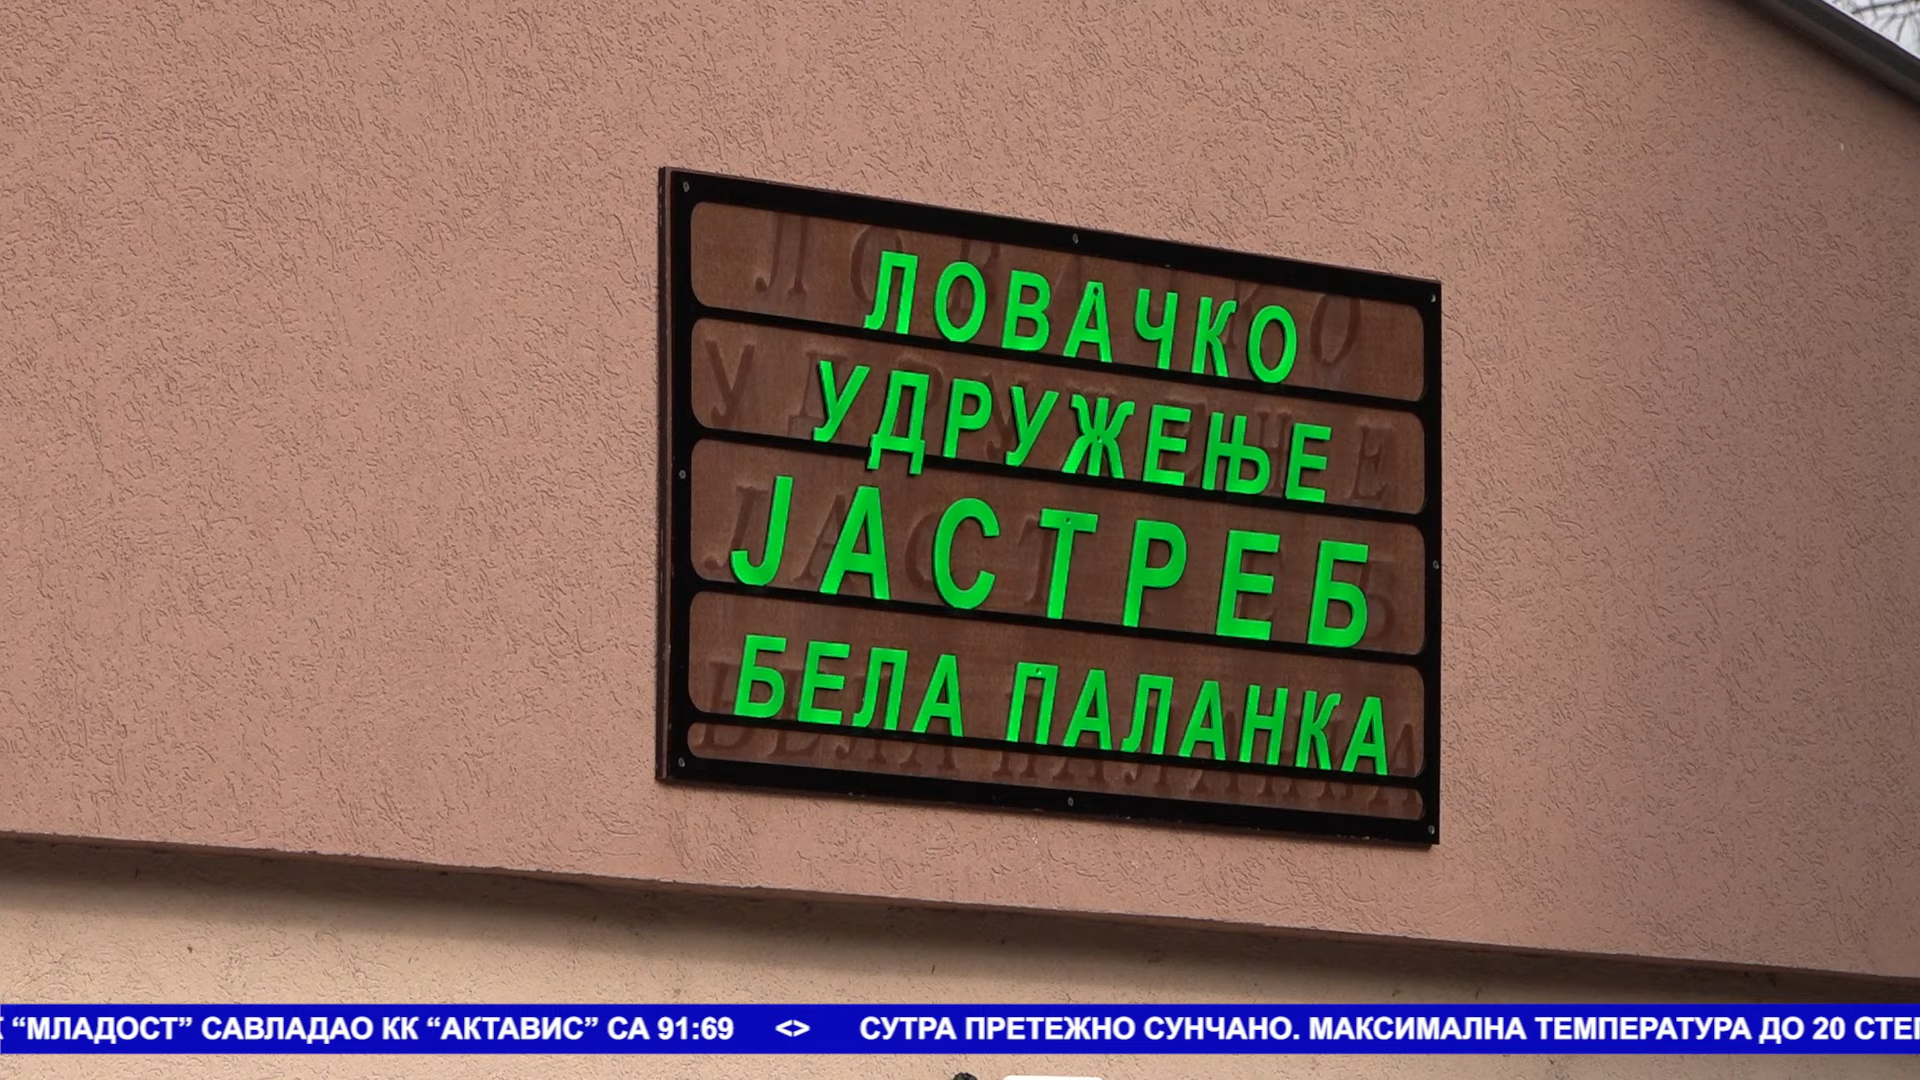 ЛОВАЧКО
УДРУЖЕЊЕ
ЈАСТРЕБ
БЕЛА ПАЛАНКА
“МЛАДОСТ” САВЛАДАО КК “АКТАВИС” СА 91:69 <> СУТРА ПРЕТЕЖНО СУНЧАНО. МАКСИМАЛНА ТЕМПЕРАТУРА ДО 20